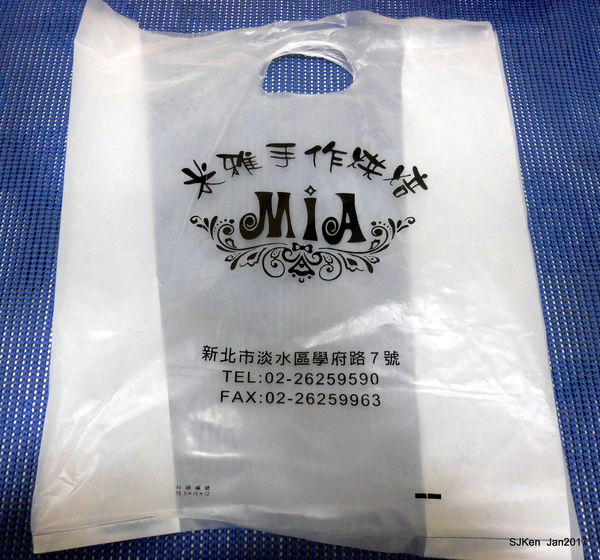 米雅手作烘焙
MiA
新北市淡水區學府路7號
TEL:02-26259590
FAX:02-26259963
SJKen Jan2017